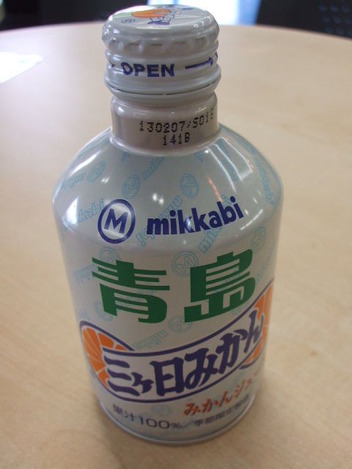 OPEN
130207/S01
141B
M mikkabi
青島
三ヶ日みかん
みかんジュ
果汁100%